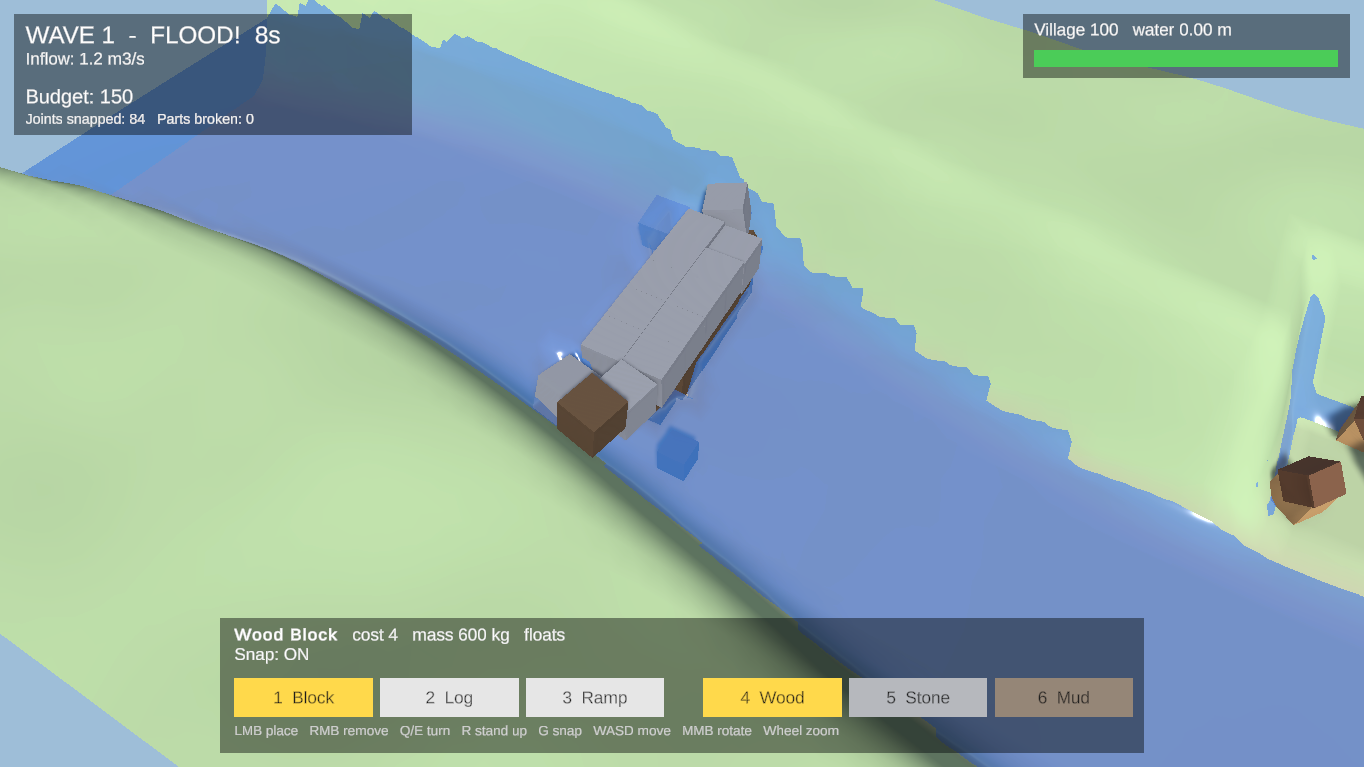 WAVE 1 - FLOOD! 8s
Inflow: 1.2 m3/s
Budget: 150
Joints snapped: 84 Parts broken: 0
Village 100 water 0.00 m
Wood Block cost 4 mass 600 kg floats
Snap: ON
1 Block 2 Log 3 Ramp 4 Wood 5 Stone 6 Mud
LMB place RMB remove Q/E turn R stand up G snap WASD move MMB rotate Wheel zoom